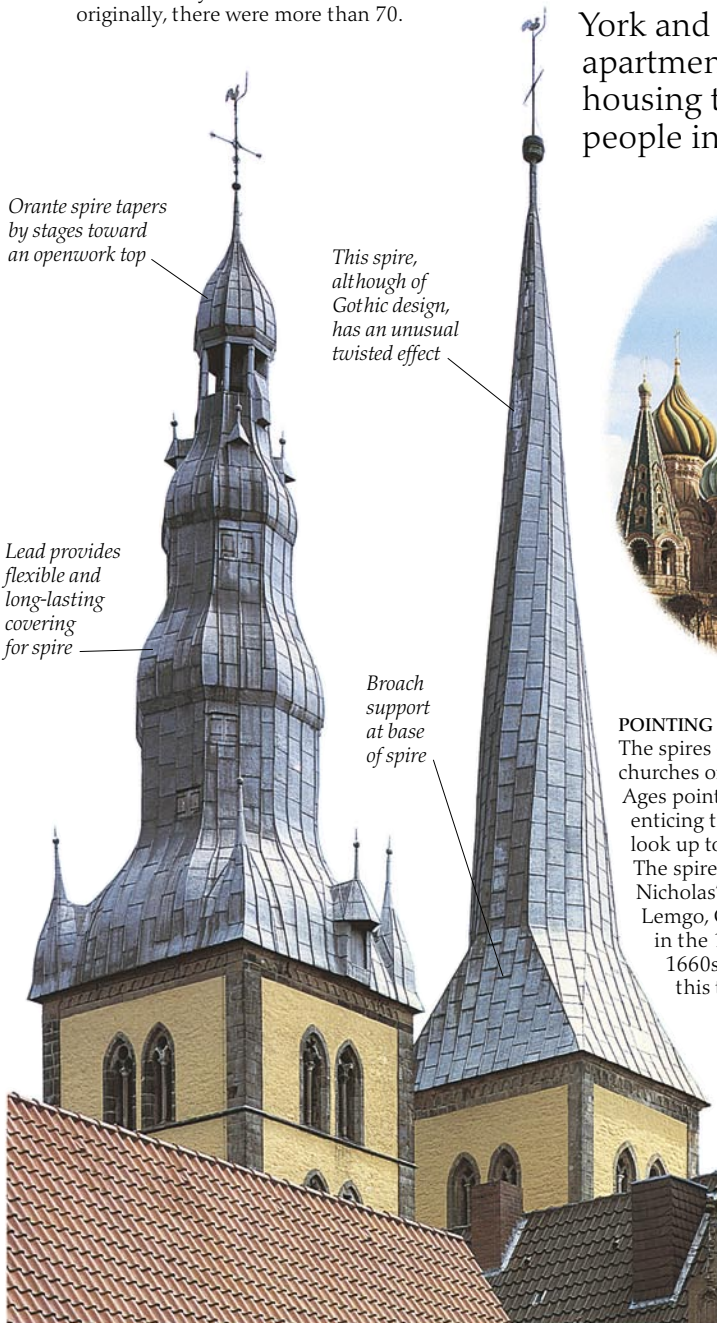 originally, there were more than 70.
York and
apartmen
housing t
people in
Orante spire tapers
by stages toward
an openwork top
This spire,
although of
Gothic design,
has an unusual
twisted effect
Lead provides
flexible and
long-lasting
covering
for spire
Broach
support
at base
of spire
POINTING
The spires
churches o
Ages point
enticing t
look up to
The spire
Nicholas'
Lemgo,
in the 1
1660s
this t